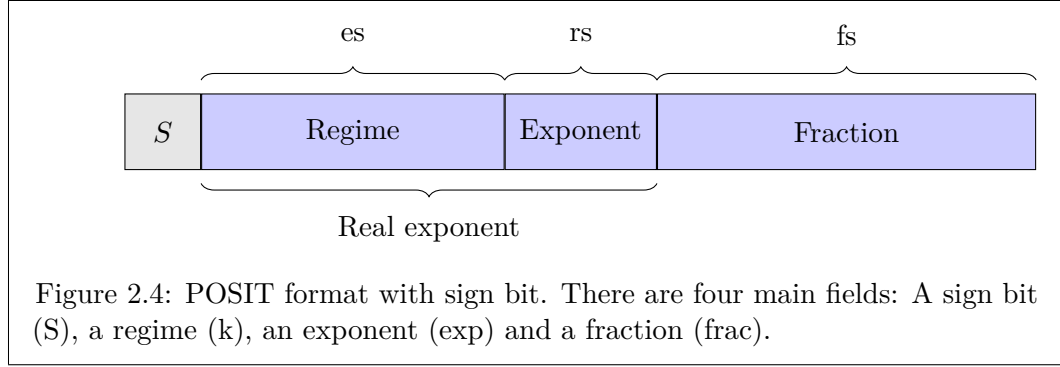 es rs fs
S Regime Exponent Fraction
Real exponent
Figure 2.4: POSIT format with sign bit. There are four main fields: A sign bit
(S), a regime (k), an exponent (exp) and a fraction (frac).